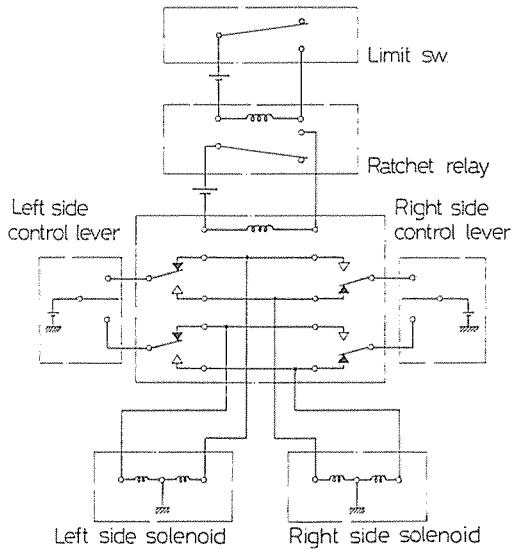 Limit sw.
Ratchet relay
Left side
control lever
Right side
control lever
Left side solenoid
Right side solenoid